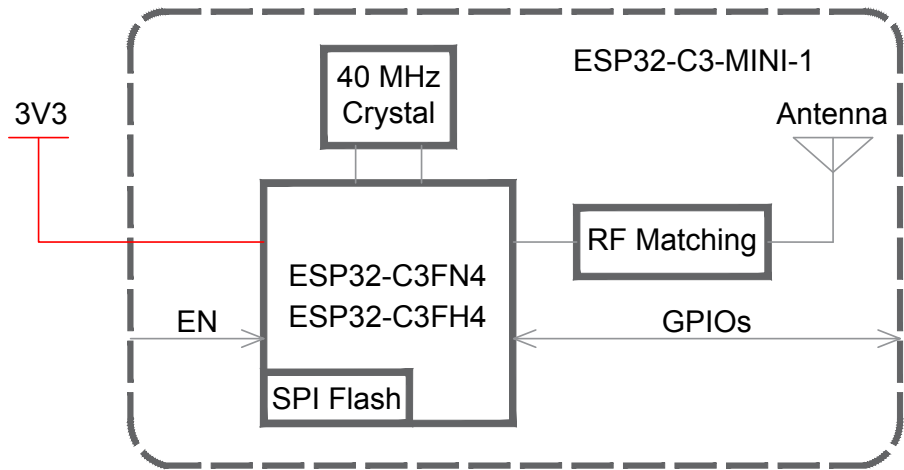 ESP32-C3-MINI-1
40 MHz
Crystal
3V3
Antenna
RF Matching
ESP32-C3FN4
ESP32-C3FH4
EN
GPIOs
SPI Flash